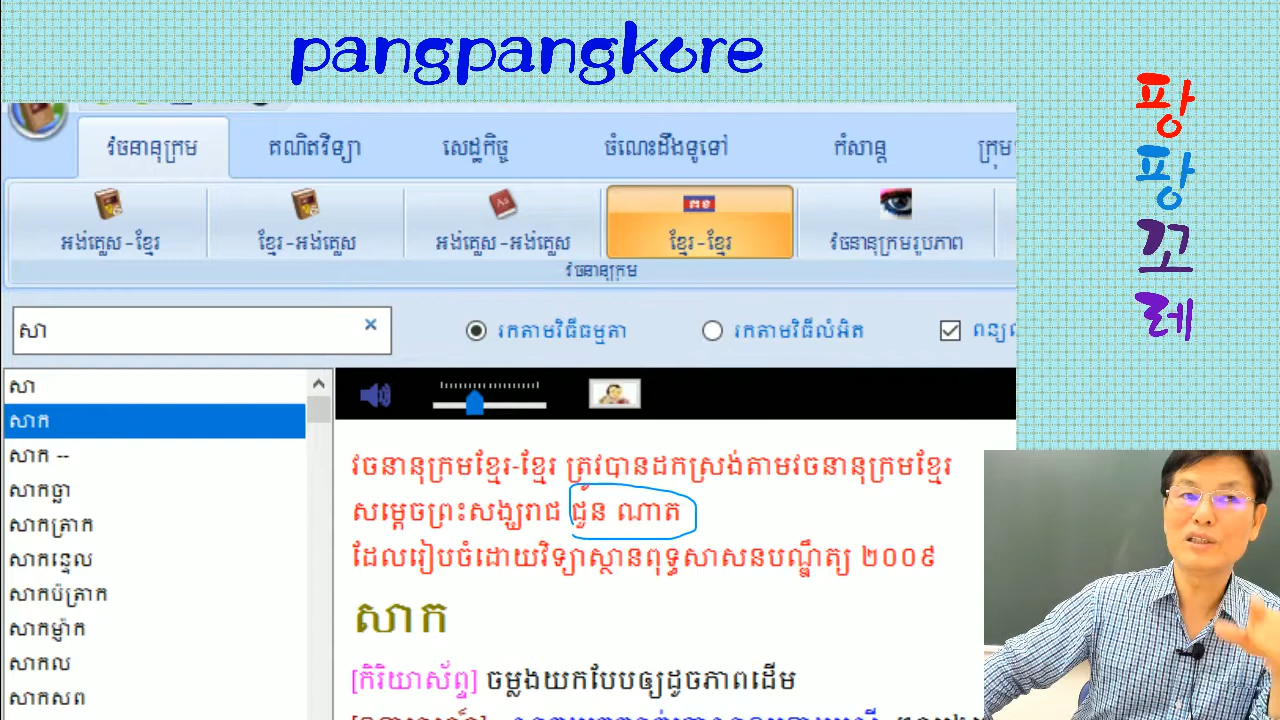 pangpangkore
팡
팡
꼬
레
វចនានុក្រម
គណិតវិទ្យា
សេដ្ឋកិច្ច
ចំណេះដឹងទូទៅ
កំសាន្ត
អង់គ្លេស-ខ្មែរ
ខ្មែរ-អង់គ្លេស
អង់គ្លេស-អង់គ្លេស
ខ្មែរ-ខ្មែរ
វចនានុក្រមរូបភាព
វចនានុក្រម
សា
រកតាមវិធីធម្មតា
រកតាមវិធីលំអិត
សា
សាក
សាក --
សាកច្ឆា
សាកត្រាក
សាកន្ទេល
សាកប៉ត្រាក
សាកម្ញ៉ាក
សាកល
សាកសព
វចនានុក្រមខ្មែរ-ខ្មែរ ត្រូវបានដកស្រង់តាមវចនានុក្រមខ្មែរ
សម្ដេចព្រះសង្ឃរាជ ជួន ណាត
ដែលរៀបចំដោយវិទ្យាស្ថានពុទ្ធសាសនបណ្ឌិត្យ ២០០៩
សាក
[កិរិយាស័ព្ទ] ចម្លងយកបែបឲ្យដូចភាពដើម